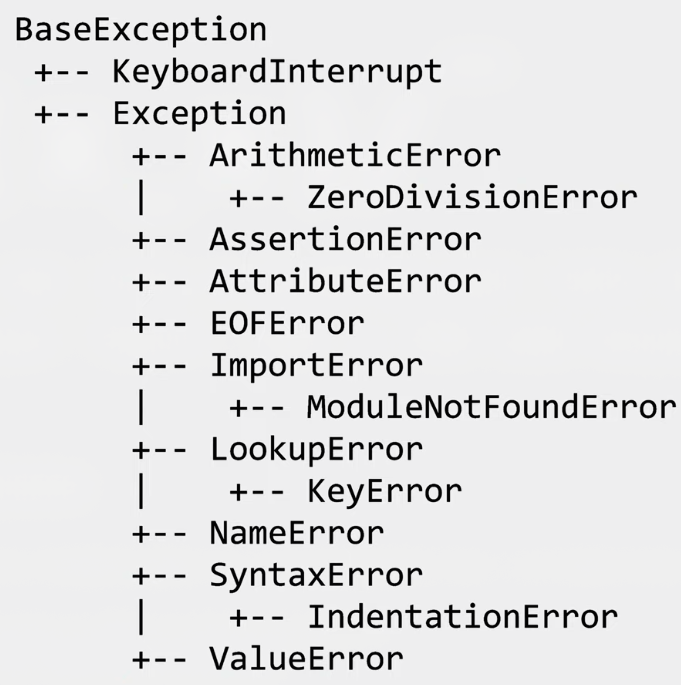 BaseException
 +-- KeyboardInterrupt
 +-- Exception
      +-- ArithmeticError
      |    +-- ZeroDivisionError
      +-- AssertionError
      +-- AttributeError
      +-- EOFError
      +-- ImportError
      |    +-- ModuleNotFoundError
      +-- LookupError
      |    +-- KeyError
      +-- NameError
      +-- SyntaxError
      |    +-- IndentationError
      +-- ValueError